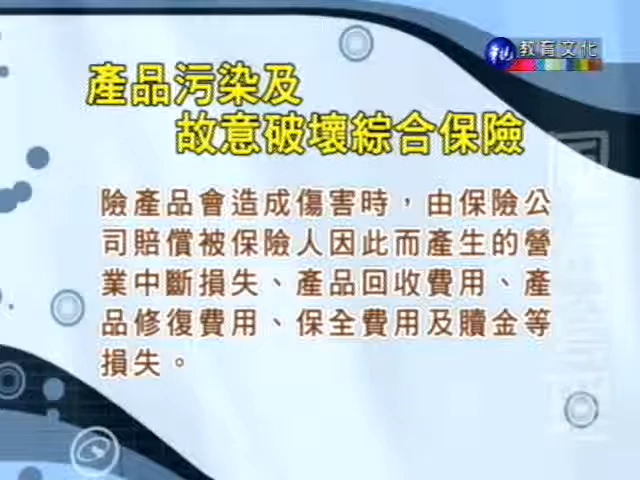 華視教育文化
產品污染及
故意破壞綜合保險
險產品會造成傷害時，由保險公
司賠償被保險人因此而產生的營
業中斷損失、產品回收費用、產
品修復費用、保全費用及贖金等
損失。